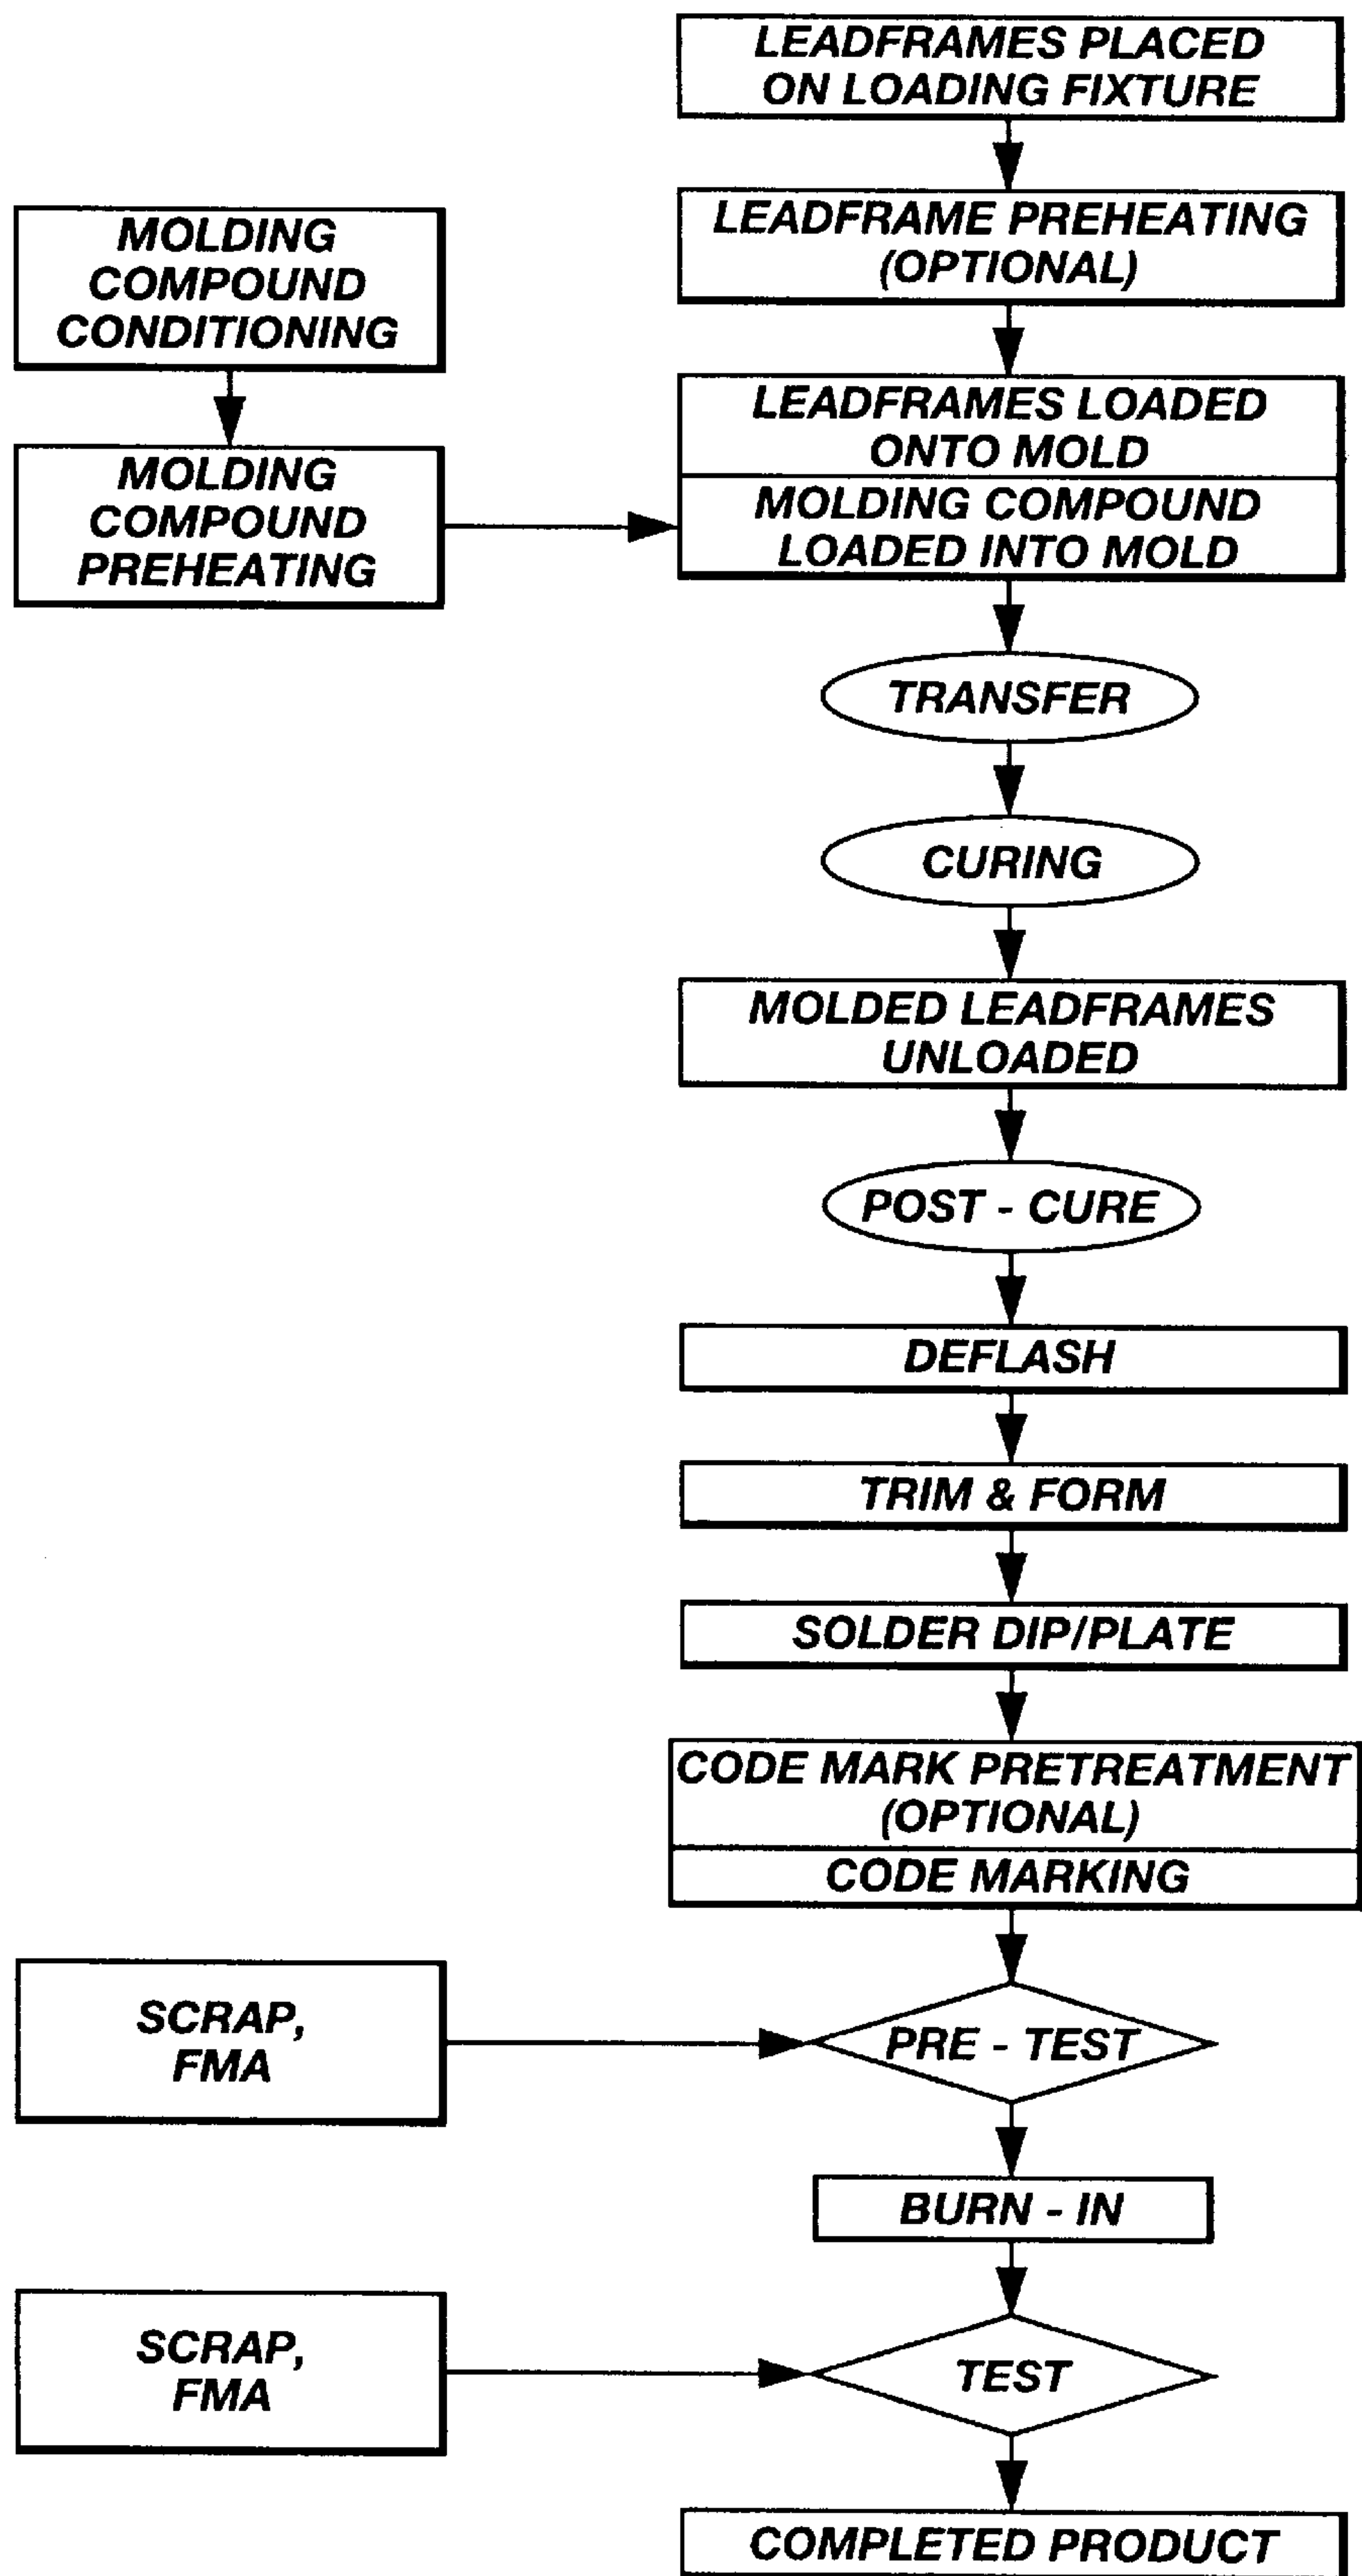 LEADFRAMES PLACED
ON LOADING FIXTURE
LEADFRAME PREHEATING
(OPTIONAL)
MOLDING
COMPOUND
CONDITIONING
LEADFRAMES LOADED
ONTO MOLD
MOLDING
COMPOUND
PREHEATING
MOLDING COMPOUND
LOADED INTO MOLD
TRANSFER
CURING
MOLDED LEADFRAMES
UNLOADED
POST - CURE
DEFLASH
TRIM & FORM
SOLDER DIP/PLATE
CODE MARK PRETREATMENT
(OPTIONAL)
CODE MARKING
SCRAP,
FMA
PRE - TEST
BURN - IN
SCRAP,
FMA
TEST
COMPLETED PRODUCT